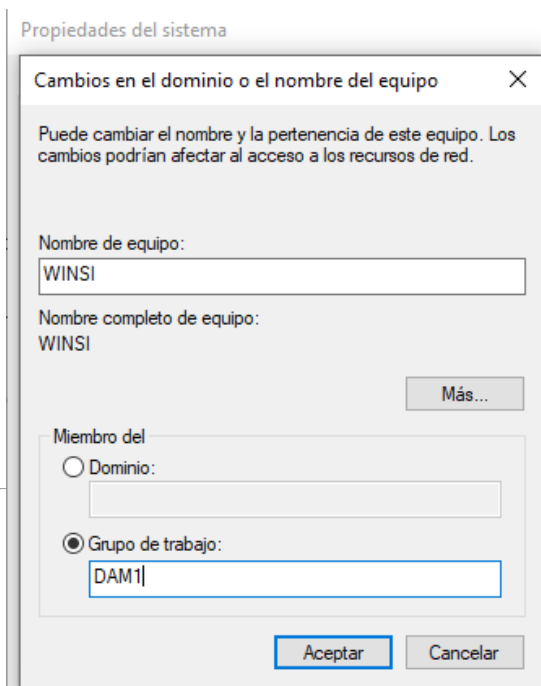 Propiedades del sistema
Cambios en el dominio o el nombre del equipo
Puede cambiar el nombre y la pertenencia de este equipo. Los
cambios podrían afectar al acceso a los recursos de red.
Nombre de equipo:
WINSI
Nombre completo de equipo:
WINSI
Más...
Miembro del
Dominio:
Grupo de trabajo:
DAM1
Aceptar
Cancelar